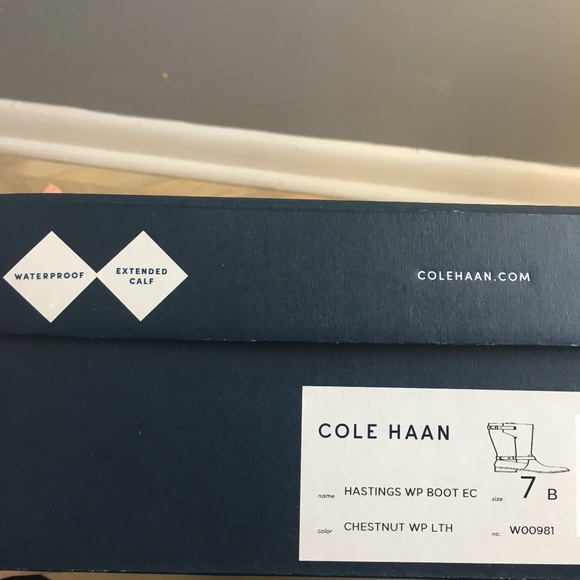 WATERPROOF
EXTENDED
CALF
COLEHAAN.COM
COLE HAAN
name HASTINGS WP BOOT EC size 7 B
color CHESTNUT WP LTH no. W00981